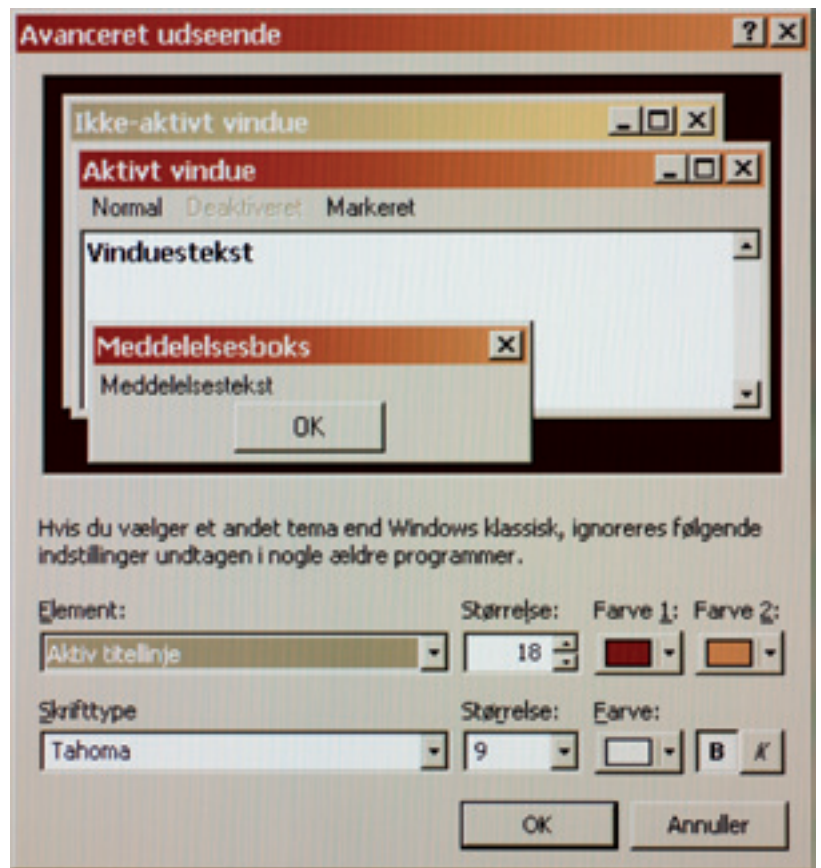 Avanceret udseende
Ikke-aktivt vindue
Aktivt vindue
Normal Deaktiveret Markeret
Vinduestekst
Meddelelsesboks
Meddelelsestekst
OK
Hvis du vælger et andet tema end Windows klassisk, ignoreres følgende
indstillinger undtagen i nogle ældre programmer.
Element: Størrelse: Farve 1: Farve 2:
Aktiv titellinje 18
Skrifttype Størrelse: Farve:
Tahoma 9 B K
OK Annuller